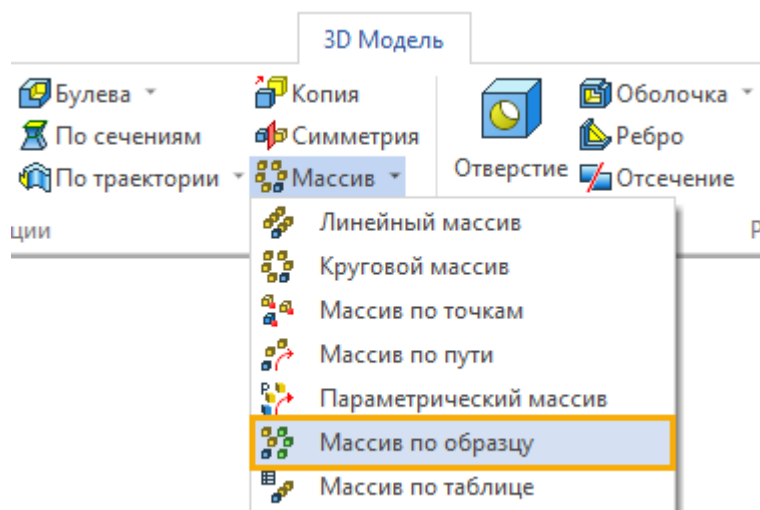 3D Модель
Булева
Копия
Оболочка
По сечениям
Симметрия
Ребро
По траектории
Массив
Отверстие
Отсечение
ции
Р
Линейный массив
Круговой массив
Массив по точкам
Массив по пути
Параметрический массив
Массив по образцу
Массив по таблице